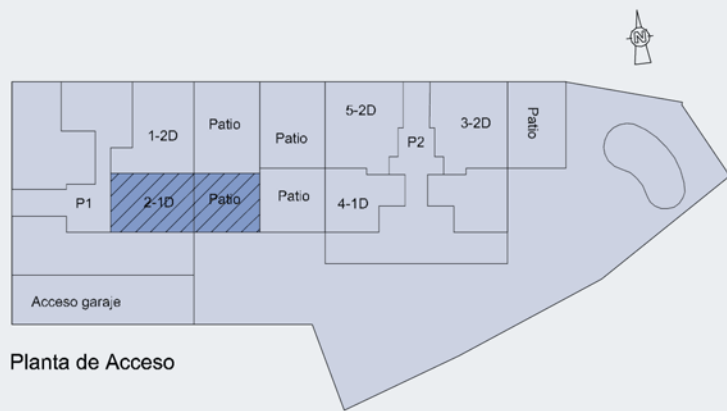 N
5-2D
3-2D
Patio
1-2D
Patio
Patio
P2
P1
2-1D
Patio
Patio
4-1D
Acceso garaje
Planta de Acceso